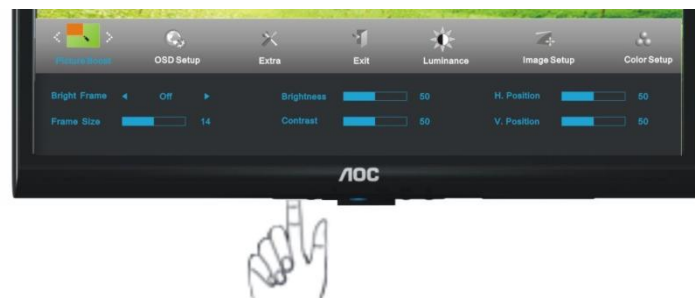 Picture Boost OSD Setup Extra Exit Luminance Image Setup Color Setup
Bright Frame Off Brightness 50 H. Position 50
Frame Size 14 Contrast 50 V. Position 50
AOC